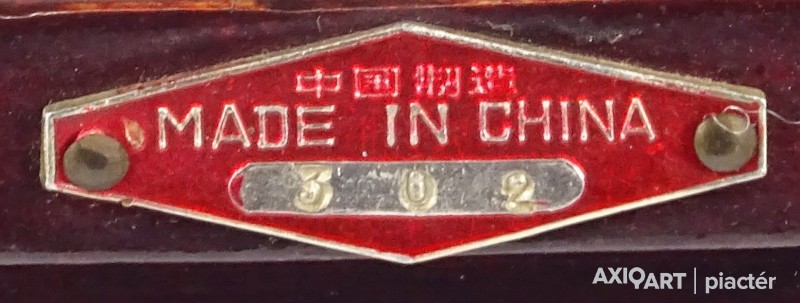 中国制造
MADE IN CHINA
302
AXIOART | piactér